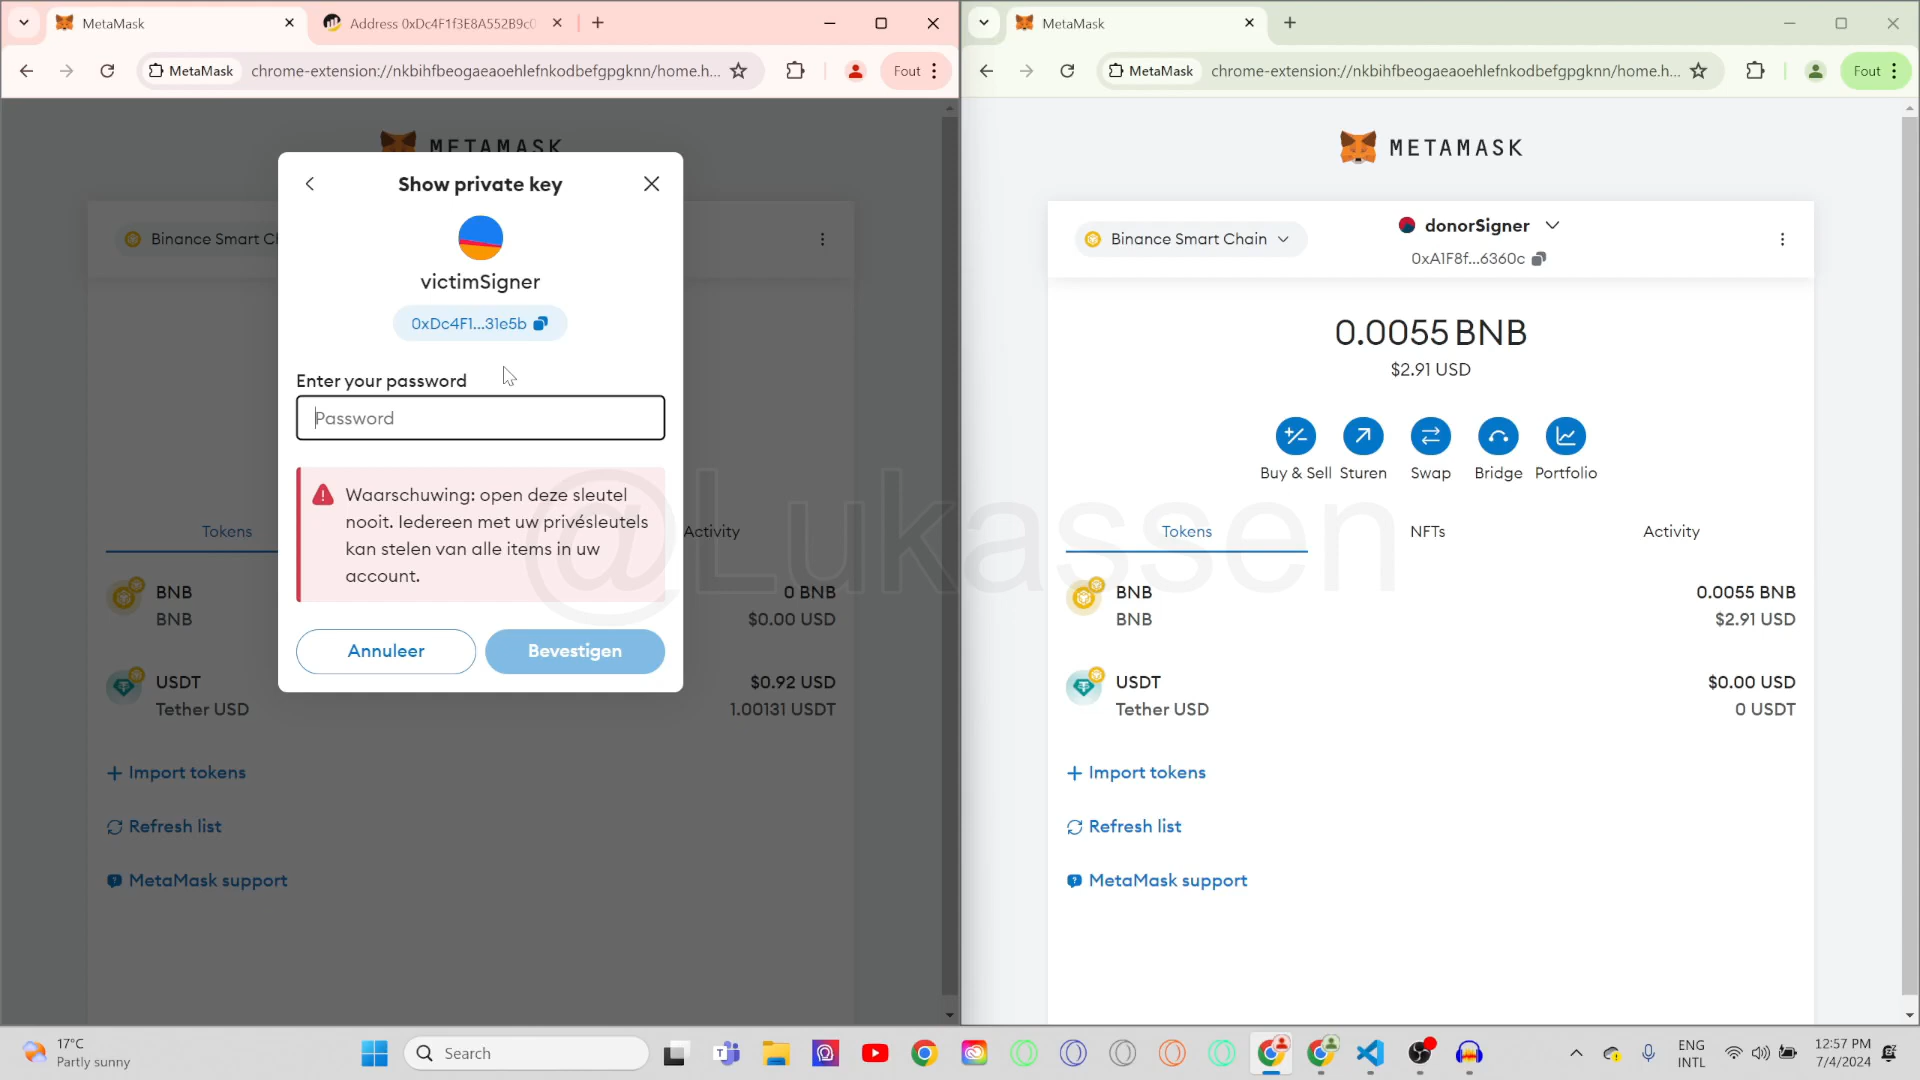 MetaMask
Address 0xDc4F1f3E8A552B9c0
MetaMask
chrome-extension://nkbihfbeogaeaoehlefnkodbefgpgknn/home.h...
Fout
METAMASK
Binance Smart Ch
Show private key
victimSigner
0xDc4F1...31e5b
Enter your password
Password
Waarschuwing: open deze sleutel
nooit. Iedereen met uw privésleutels
kan stelen van alle items in uw
account.
Annuleer
Bevestigen
Tokens
Activity
BNB
BNB
0 BNB
$0.00 USD
USDT
Tether USD
$0.92 USD
1.00131 USDT
+ Import tokens
Refresh list
MetaMask support
MetaMask
MetaMask
chrome-extension://nkbihfbeogaeaoehlefnkodbefgpgknn/home.h...
Fout
METAMASK
Binance Smart Chain
donorSigner
0xA1F8f...6360c
0.0055 BNB
$2.91 USD
Buy & Sell
Sturen
Swap
Bridge
Portfolio
Tokens
NFTs
Activity
BNB
BNB
0.0055 BNB
$2.91 USD
USDT
Tether USD
$0.00 USD
0 USDT
+ Import tokens
Refresh list
MetaMask support
@Lukassen
17°C
Partly sunny
Search
ENG
INTL
12:57 PM
7/4/2024